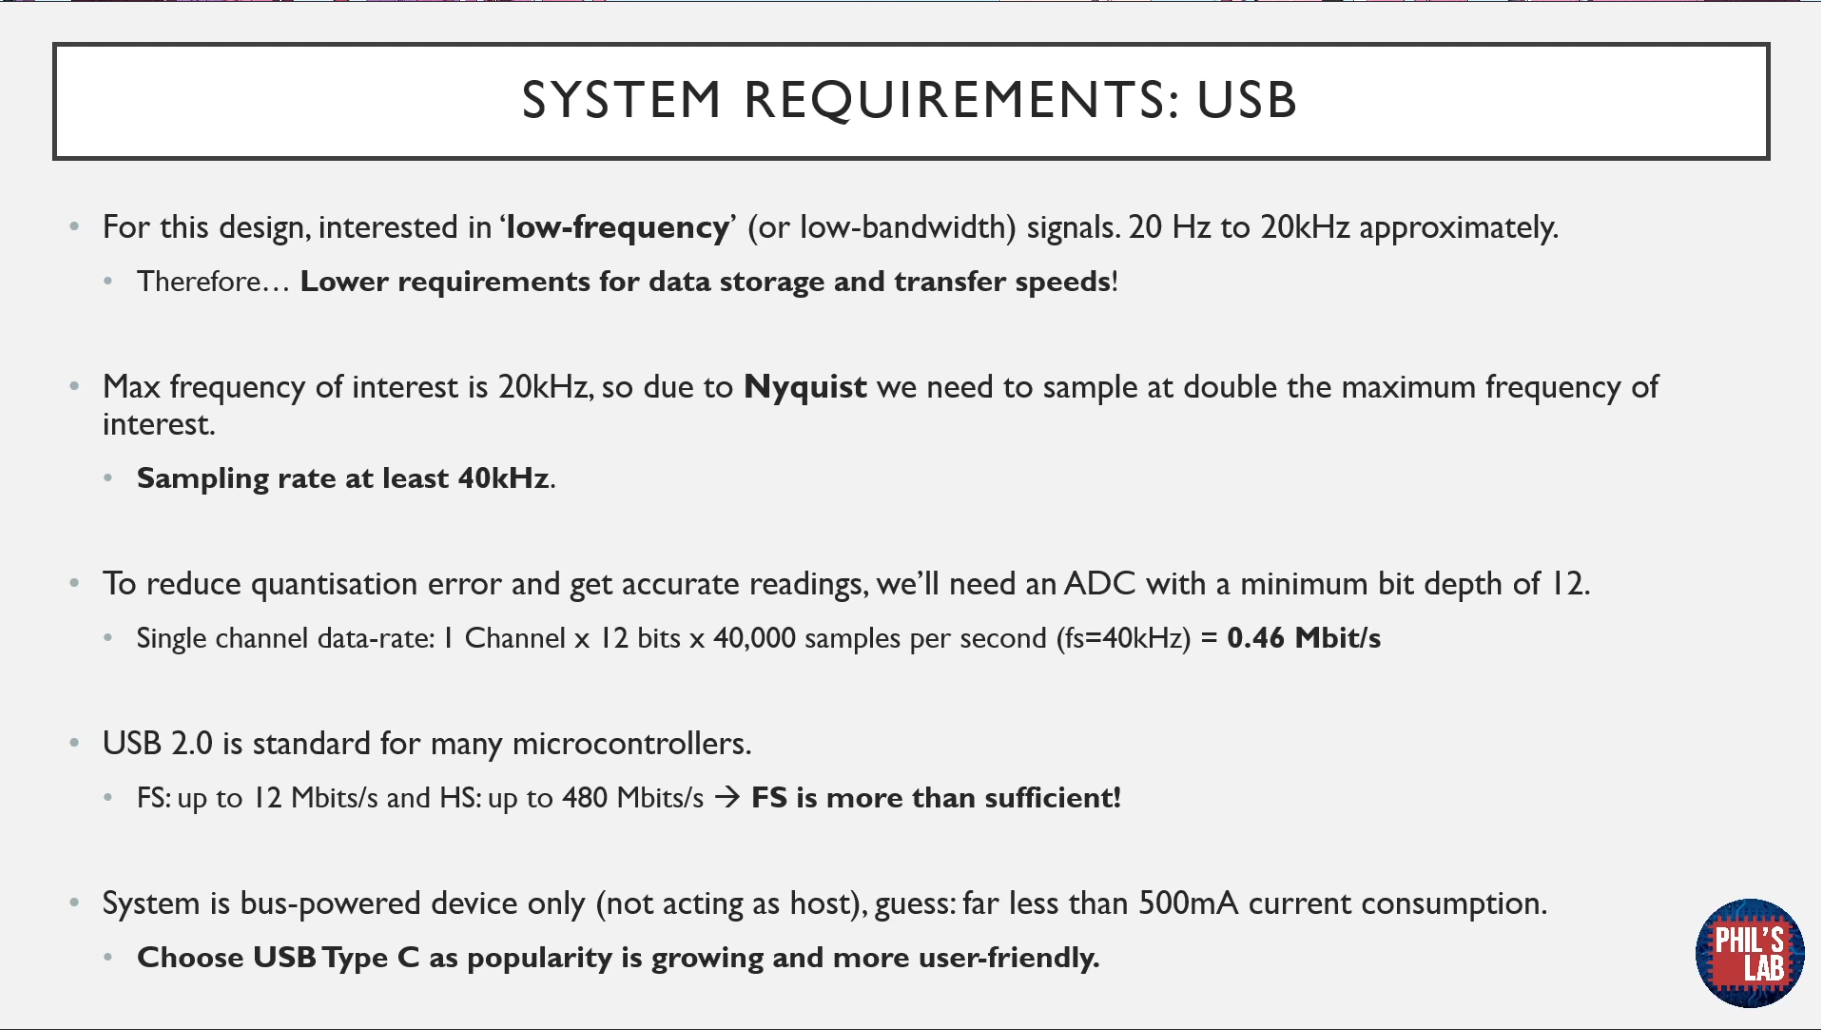 SYSTEM REQUIREMENTS: USB
• For this design, interested in ‘low-frequency’ (or low-bandwidth) signals. 20 Hz to 20kHz approximately.
• Therefore… Lower requirements for data storage and transfer speeds!
• Max frequency of interest is 20kHz, so due to Nyquist we need to sample at double the maximum frequency of
interest.
• Sampling rate at least 40kHz.
• To reduce quantisation error and get accurate readings, we’ll need an ADC with a minimum bit depth of 12.
• Single channel data-rate: 1 Channel x 12 bits x 40,000 samples per second (fs=40kHz) = 0.46 Mbit/s
• USB 2.0 is standard for many microcontrollers.
• FS: up to 12 Mbits/s and HS: up to 480 Mbits/s → FS is more than sufficient!
• System is bus-powered device only (not acting as host), guess: far less than 500mA current consumption.
• Choose USB Type C as popularity is growing and more user-friendly.
PHIL'S
LAB